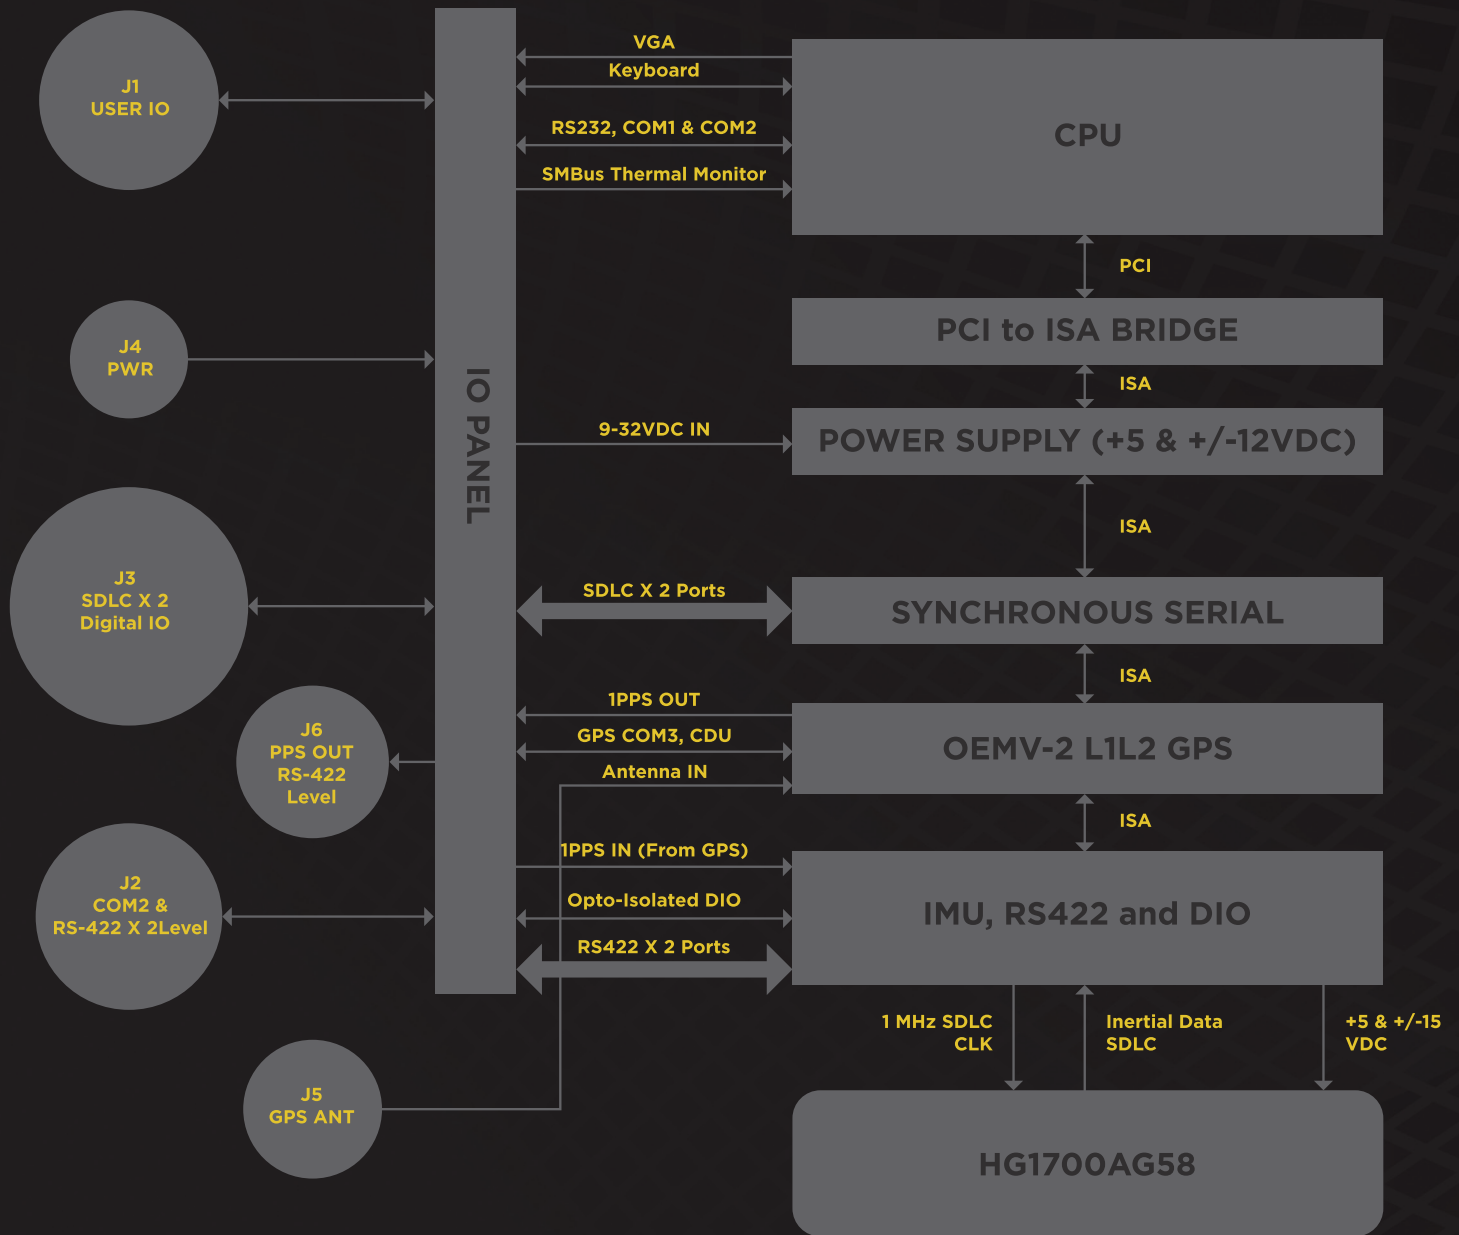 J1
USER IO
J4
PWR
J3
SDLC X 2
Digital IO
J6
PPS OUT
RS-422
Level
J2
COM2 &
RS-422 X 2Level
J5
GPS ANT
IO PANEL
VGA
Keyboard
RS232, COM1 & COM2
SMBus Thermal Monitor
9-32VDC IN
SDLC X 2 Ports
1PPS OUT
GPS COM3, CDU
Antenna IN
1PPS IN (From GPS)
Opto-Isolated DIO
RS422 X 2 Ports
CPU
PCI
PCI to ISA BRIDGE
ISA
POWER SUPPLY (+5 & +/-12VDC)
ISA
SYNCHRONOUS SERIAL
ISA
OEMV-2 L1L2 GPS
ISA
IMU, RS422 and DIO
1 MHz SDLC
CLK
Inertial Data
SDLC
+5 & +/-15
VDC
HG1700AG58